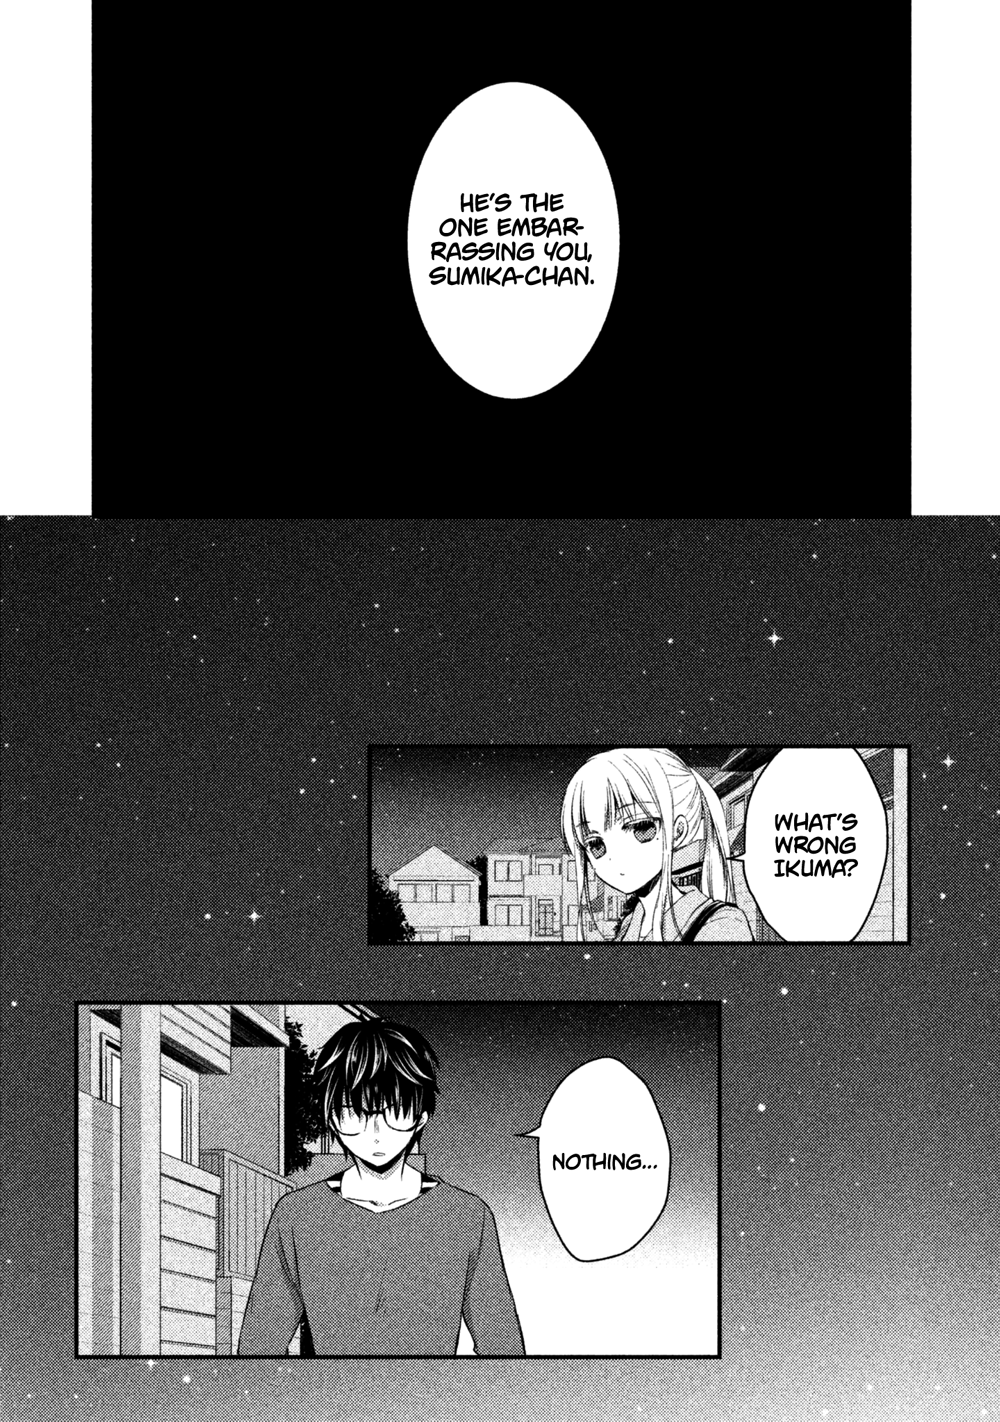 HE'S THE
ONE EMBAR-
RASSING YOU,
SUMIKA-CHAN.
WHAT'S
WRONG
IKUMA?
NOTHING...